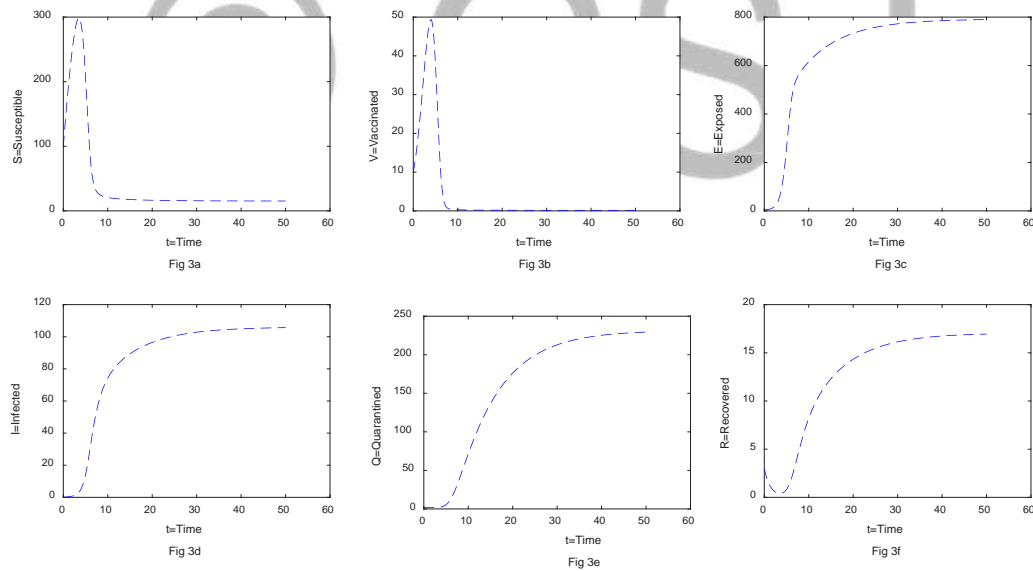 300
200
100
0
S=Susceptible
0 10 20 30 40 50 60
t=Time
Fig 3a
50
40
30
20
10
0
V=Vaccinated
0 10 20 30 40 50 60
t=Time
Fig 3b
800
600
400
200
0
E=Exposed
0 10 20 30 40 50 60
t=Time
Fig 3c
120
100
80
60
40
20
0
I=Infected
0 10 20 30 40 50 60
t=Time
Fig 3d
250
200
150
100
50
0
Q=Quarantined
0 10 20 30 40 50 60
t=Time
Fig 3e
20
15
10
5
0
R=Recovered
0 10 20 30 40 50 60
t=Time
Fig 3f